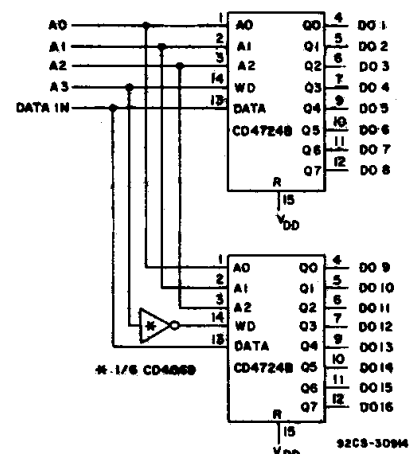 A0 1 A0 Q0 4 DO 1
A1 2 A1 Q1 5 DO 2
A2 3 A2 Q2 6 DO 3
A3 14 WD Q3 7 DO 4
DATA IN 13 DATA Q4 9 DO 5
CD4724B Q5 10 DO 6
Q6 11 DO 7
Q7 12 DO 8
R
15
VDD
1 A0 Q0 4 DO 9
2 A1 Q1 5 DO 10
3 A2 Q2 6 DO 11
* 14 WD Q3 7 DO 12
13 DATA Q4 9 DO 13
* 1/6 CD4069 CD4724B Q5 10 DO 14
Q6 11 DO 15
Q7 12 DO 16
R
15
VDD
92CS-30914